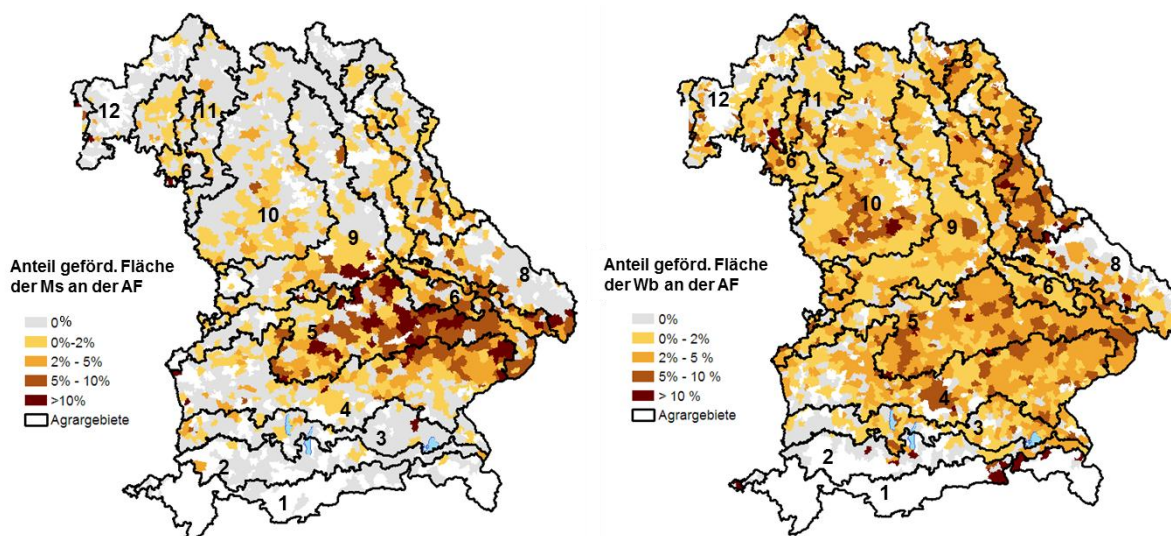 12
11
8
6
10
7
9
8
6
5
4
3
2
1
Anteil geförd. Fläche
der Ms an der AF
0%
0%-2%
2% - 5%
5% - 10%
>10%
Agrargebiete
12
11
8
6
10
7
9
8
6
5
4
3
2
1
Anteil geförd. Fläche
der Wb an der AF
0%
0% - 2%
2% - 5 %
5% - 10 %
> 10 %
Agrargebiete